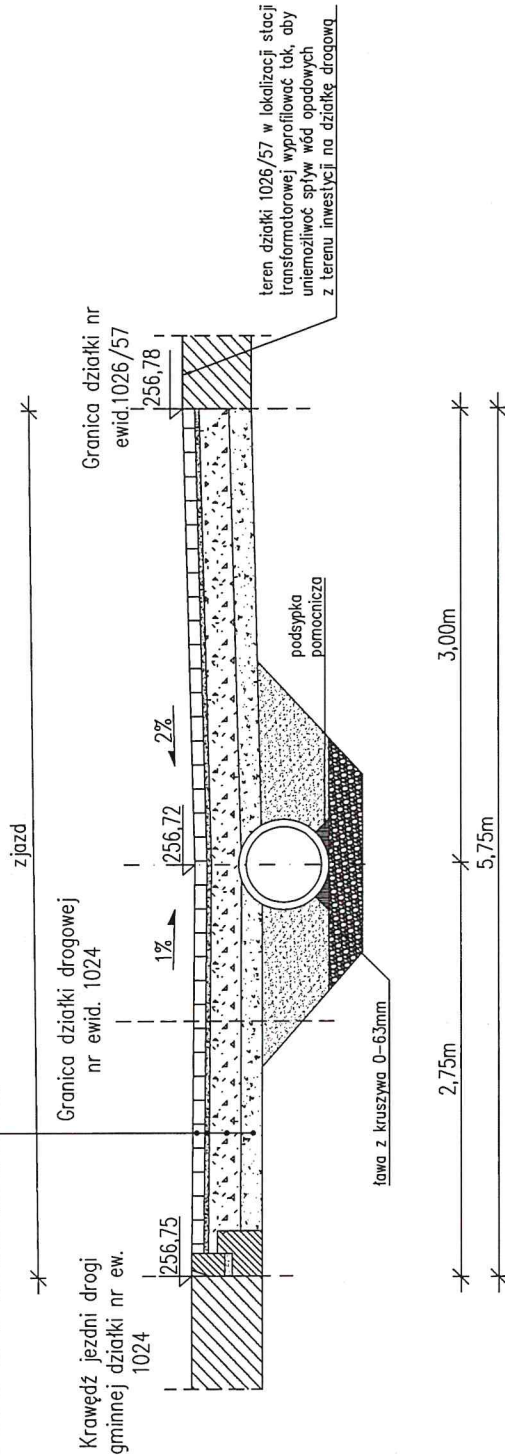 zjazd
Krawędź jezdni drogi
gminnej działki nr ew.
1024
Granica działki drogowej
nr ewid. 1024
Granica działki nr
ewid.1026/57
256,75
1%
256,72
2%
256,78
teren działki 1026/57 w lokalizacji stacji
transformatorowej wyprofilować tak, aby
uniemożliwoć spływ wód opadowych
z terenu inwestycji na działkę drogową
podsypka
pomocnicza
ława z kruszywa 0-63mm
2,75m
3,00m
5,75m